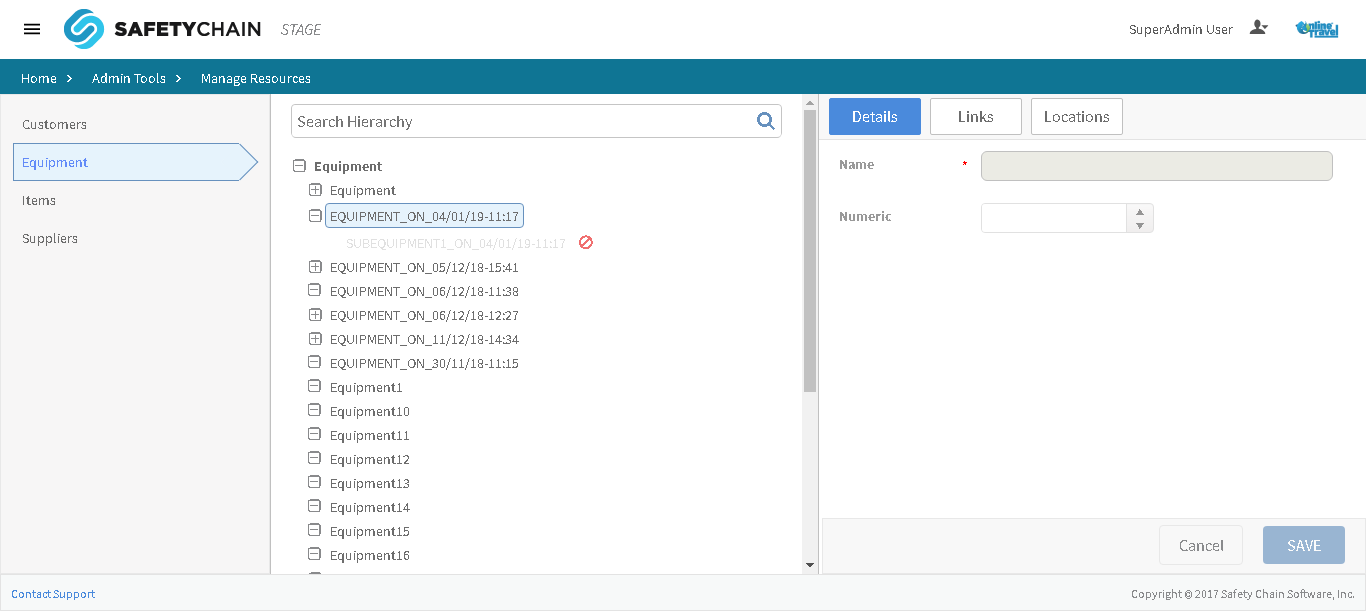 SAFETYCHAIN STAGE
SuperAdmin User
Online Travel
Home > Admin Tools > Manage Resources
Customers
Equipment
Items
Suppliers
Search Hierarchy
Equipment
Equipment
EQUIPMENT_ON_04/01/19-11:17
SUBEQUIPMENT1_ON_04/01/19-11:17
EQUIPMENT_ON_05/12/18-15:41
EQUIPMENT_ON_06/12/18-11:38
EQUIPMENT_ON_06/12/18-12:27
EQUIPMENT_ON_11/12/18-14:34
EQUIPMENT_ON_30/11/18-11:15
Equipment1
Equipment10
Equipment11
Equipment12
Equipment13
Equipment14
Equipment15
Equipment16
Details Links Locations
Name *
Numeric
Cancel SAVE
Contact Support
Copyright © 2017 Safety Chain Software, Inc.